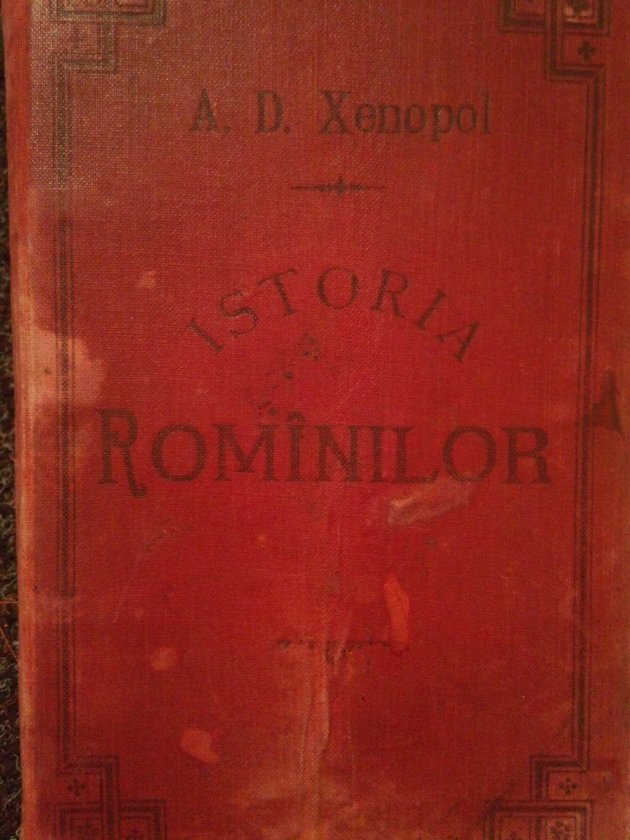 A. D. Xenopol
ISTORIA
ROMÎNILOR